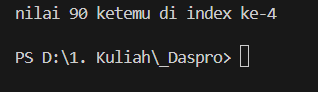 nilai 90 ketemu di index ke-4
PS D:\1. Kuliah\_Daspro>